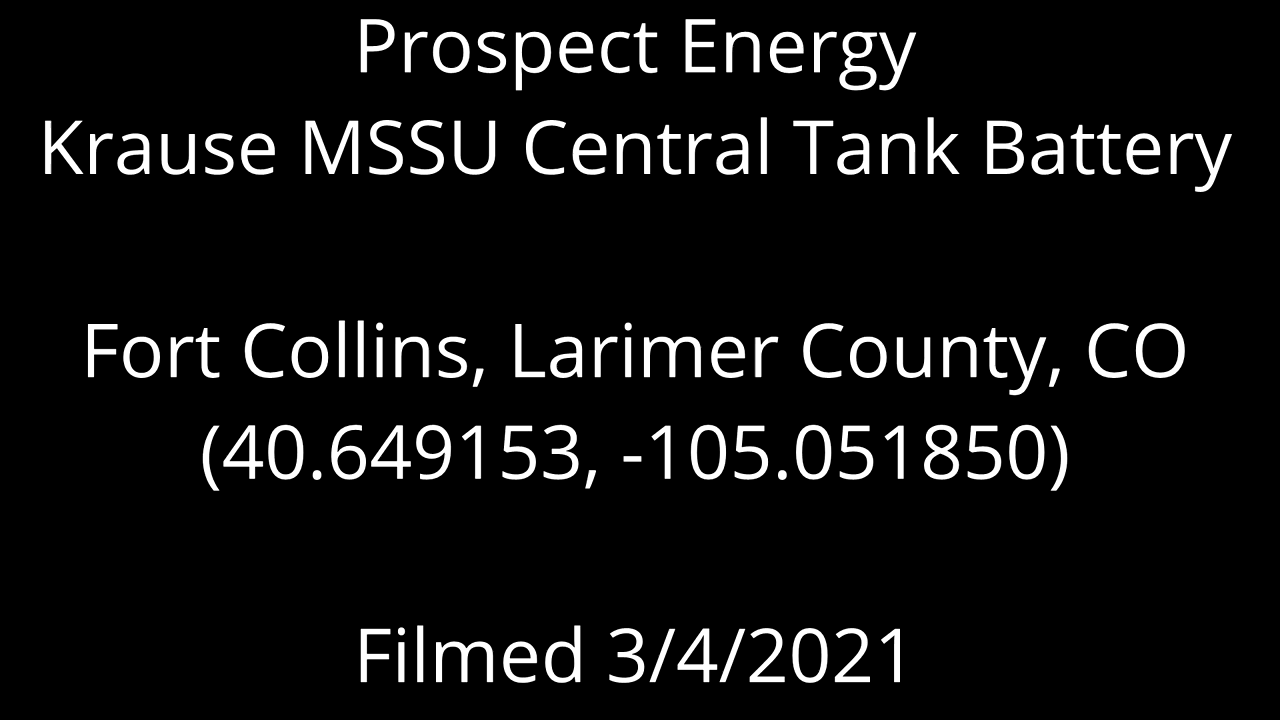 Prospect Energy
Krause MSSU Central Tank Battery
Fort Collins, Larimer County, CO
(40.649153, -105.051850)
Filmed 3/4/2021